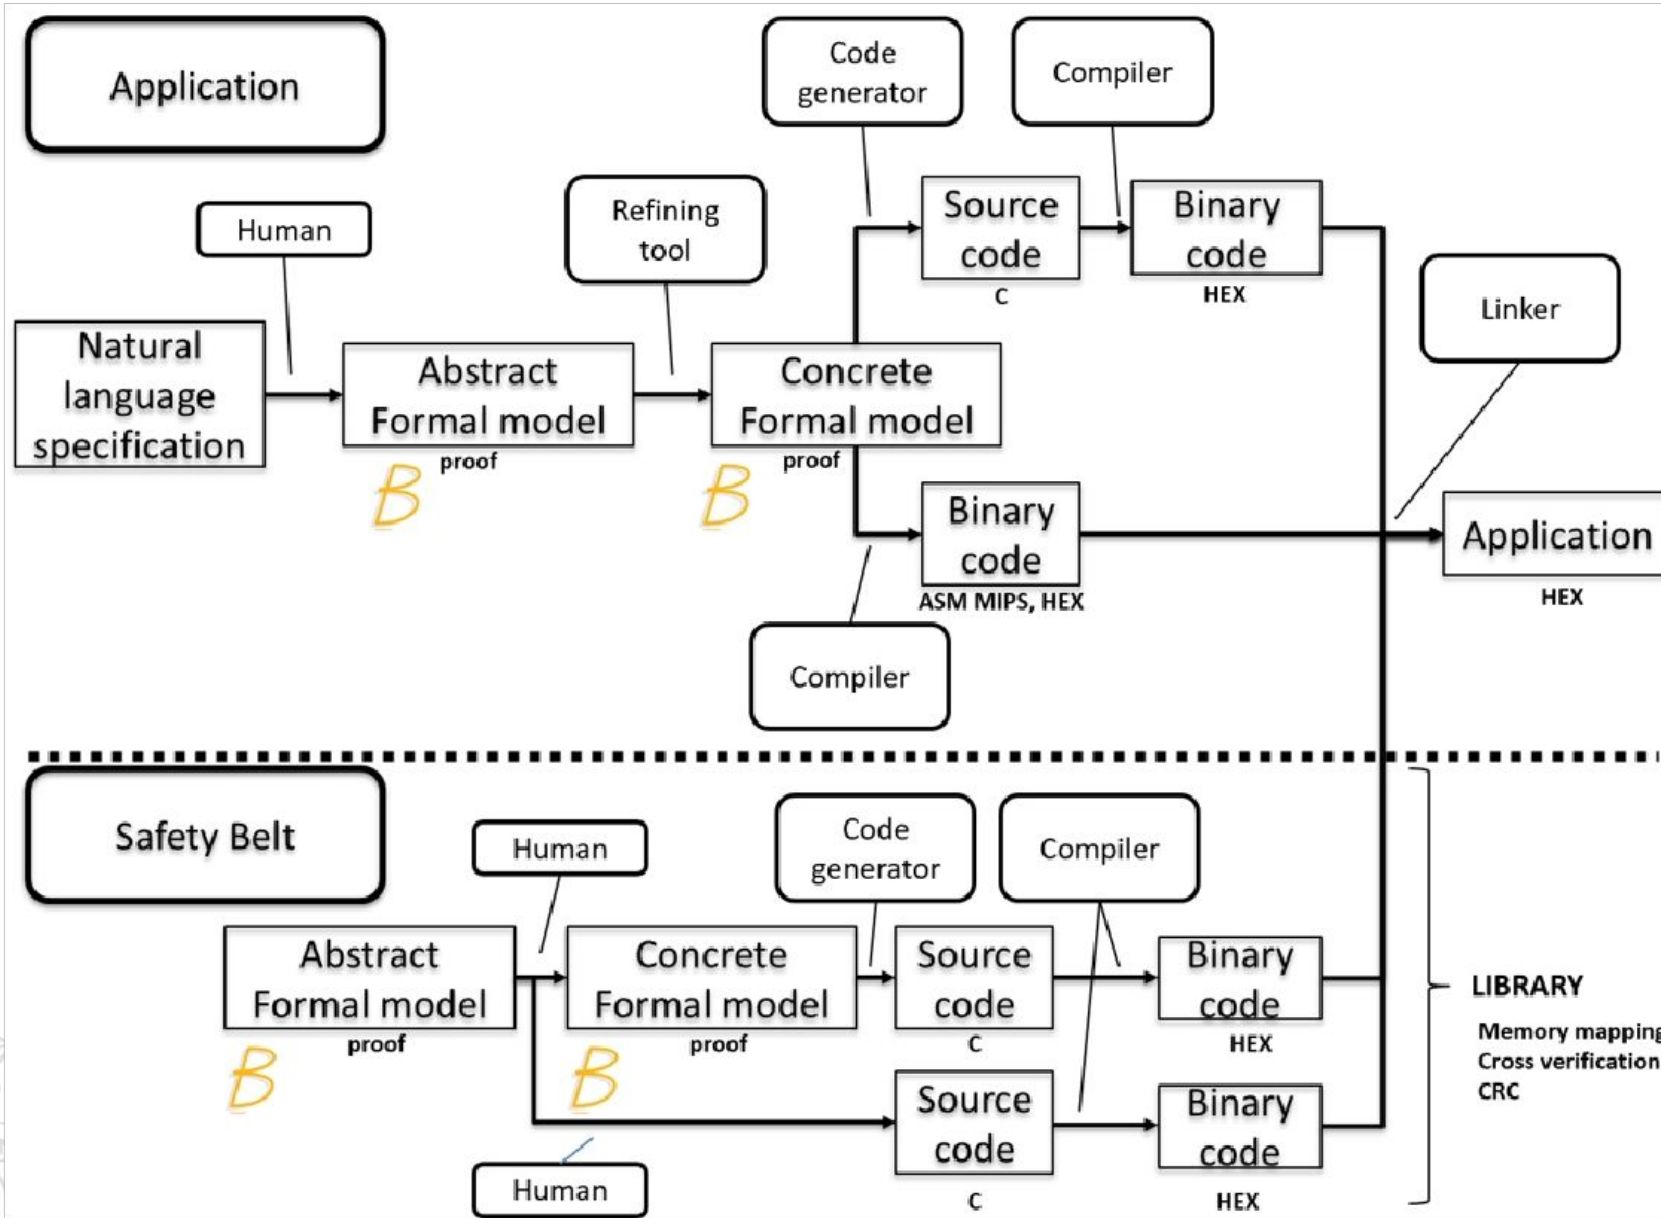 Application
Code
generator
Compiler
Human
Refining
tool
Source
code
C
Binary
code
HEX
Linker
Natural
language
specification
Abstract
Formal model
proof
B
Concrete
Formal model
proof
B
Binary
code
ASM MIPS, HEX
Application
HEX
Compiler
Safety Belt
Human
Code
generator
Compiler
Abstract
Formal model
proof
B
Concrete
Formal model
proof
B
Source
code
C
Binary
code
HEX
LIBRARY
Memory mapping
Cross verification
CRC
Source
code
C
Binary
code
HEX
Human